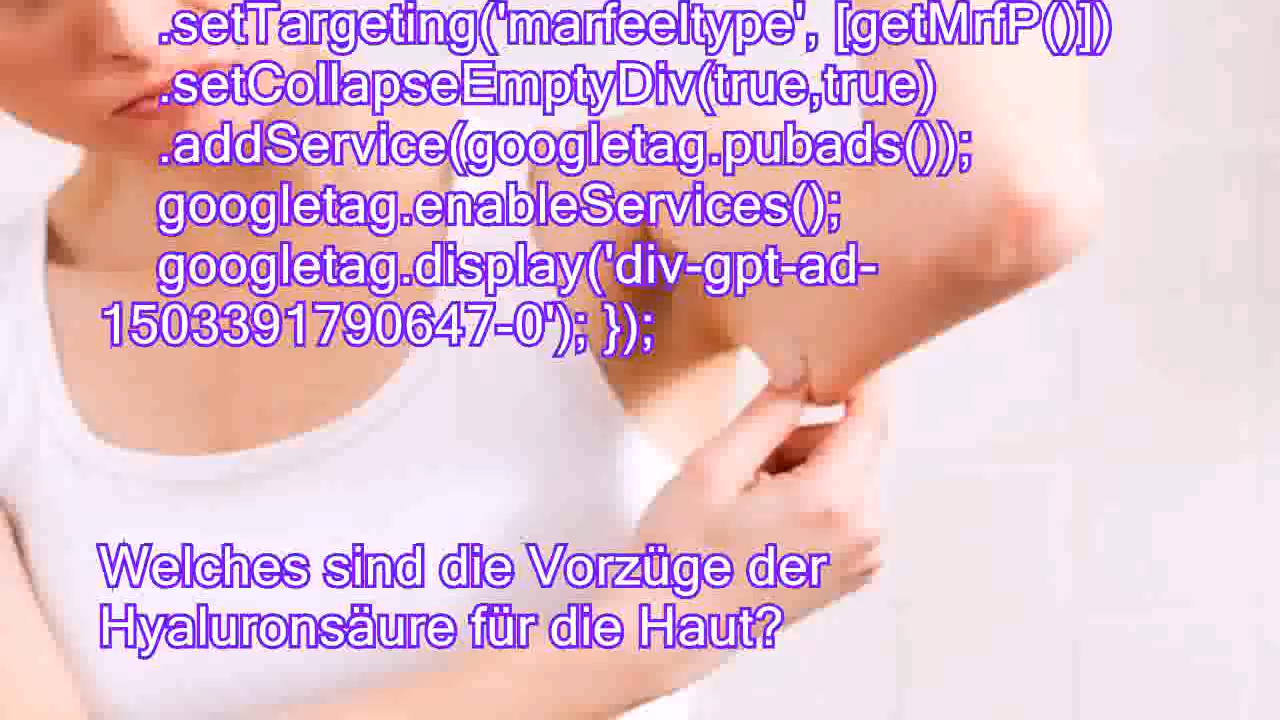 .setTargeting('marfeeltype', [getMrfP()])
.setCollapseEmptyDiv(true,true)
.addService(googletag.pubads());
googletag.enableServices();
googletag.display('div-gpt-ad-
1503391790647-0'); });
Welches sind die Vorzüge der
Hyaluronsäure für die Haut?